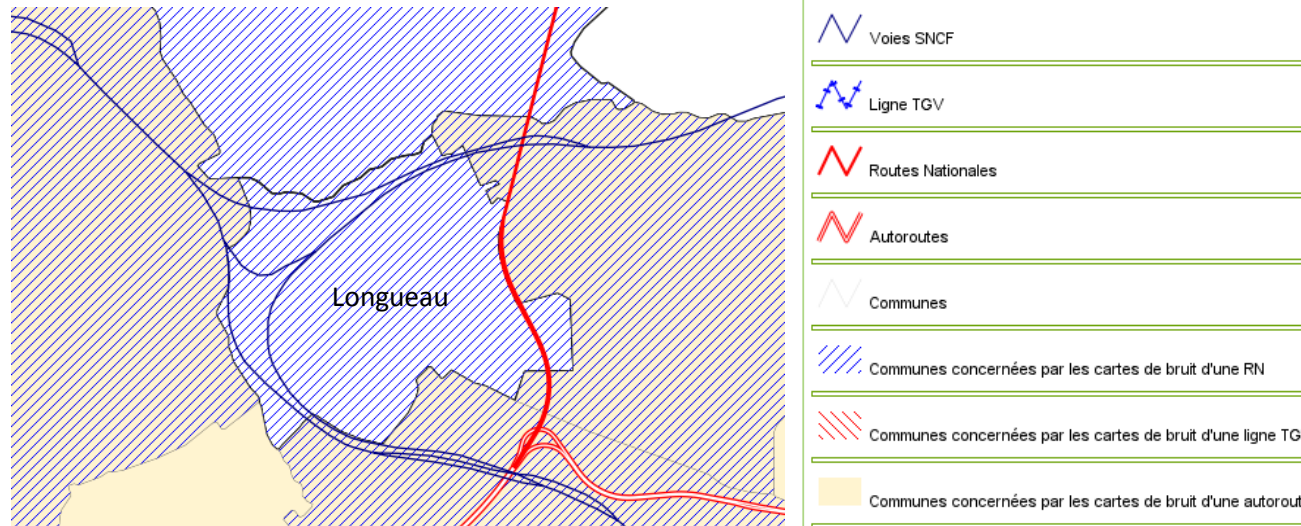 Longueau
Voies SNCF
Ligne TGV
Routes Nationales
Autoroutes
Communes
Communes concernées par les cartes de bruit d'une RN
Communes concernées par les cartes de bruit d'une ligne TG
Communes concernées par les cartes de bruit d'une autorout